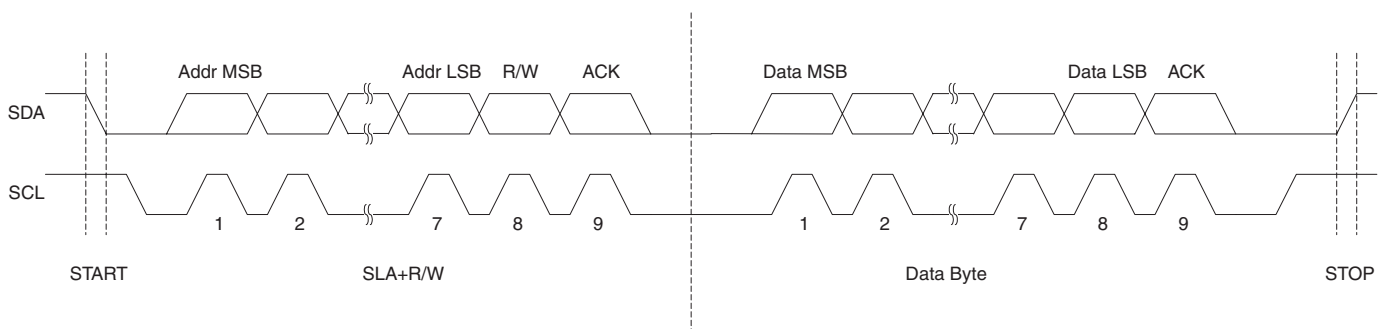 Addr MSB Addr LSB R/W ACK Data MSB Data LSB ACK
SDA
SCL
1 2 7 8 9 1 2 7 8 9
START SLA+R/W Data Byte STOP